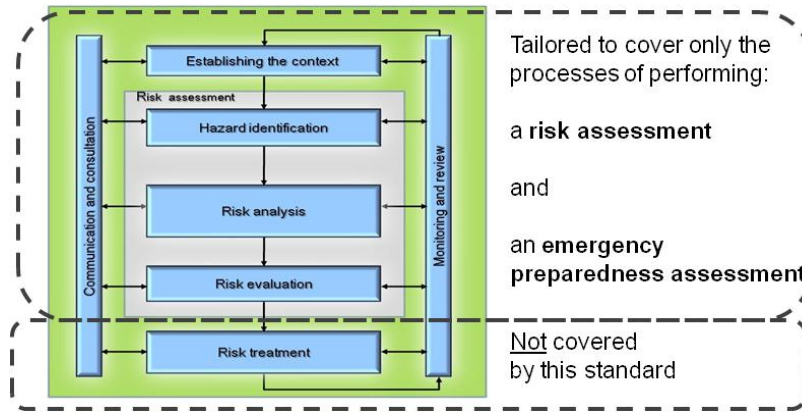 Establishing the context
Risk assessment
Hazard identification
Risk analysis
Risk evaluation
Risk treatment
Communication and consultation
Monitoring and review
Tailored to cover only the
processes of performing:
a risk assessment
and
an emergency
preparedness assessment
Not covered
by this standard